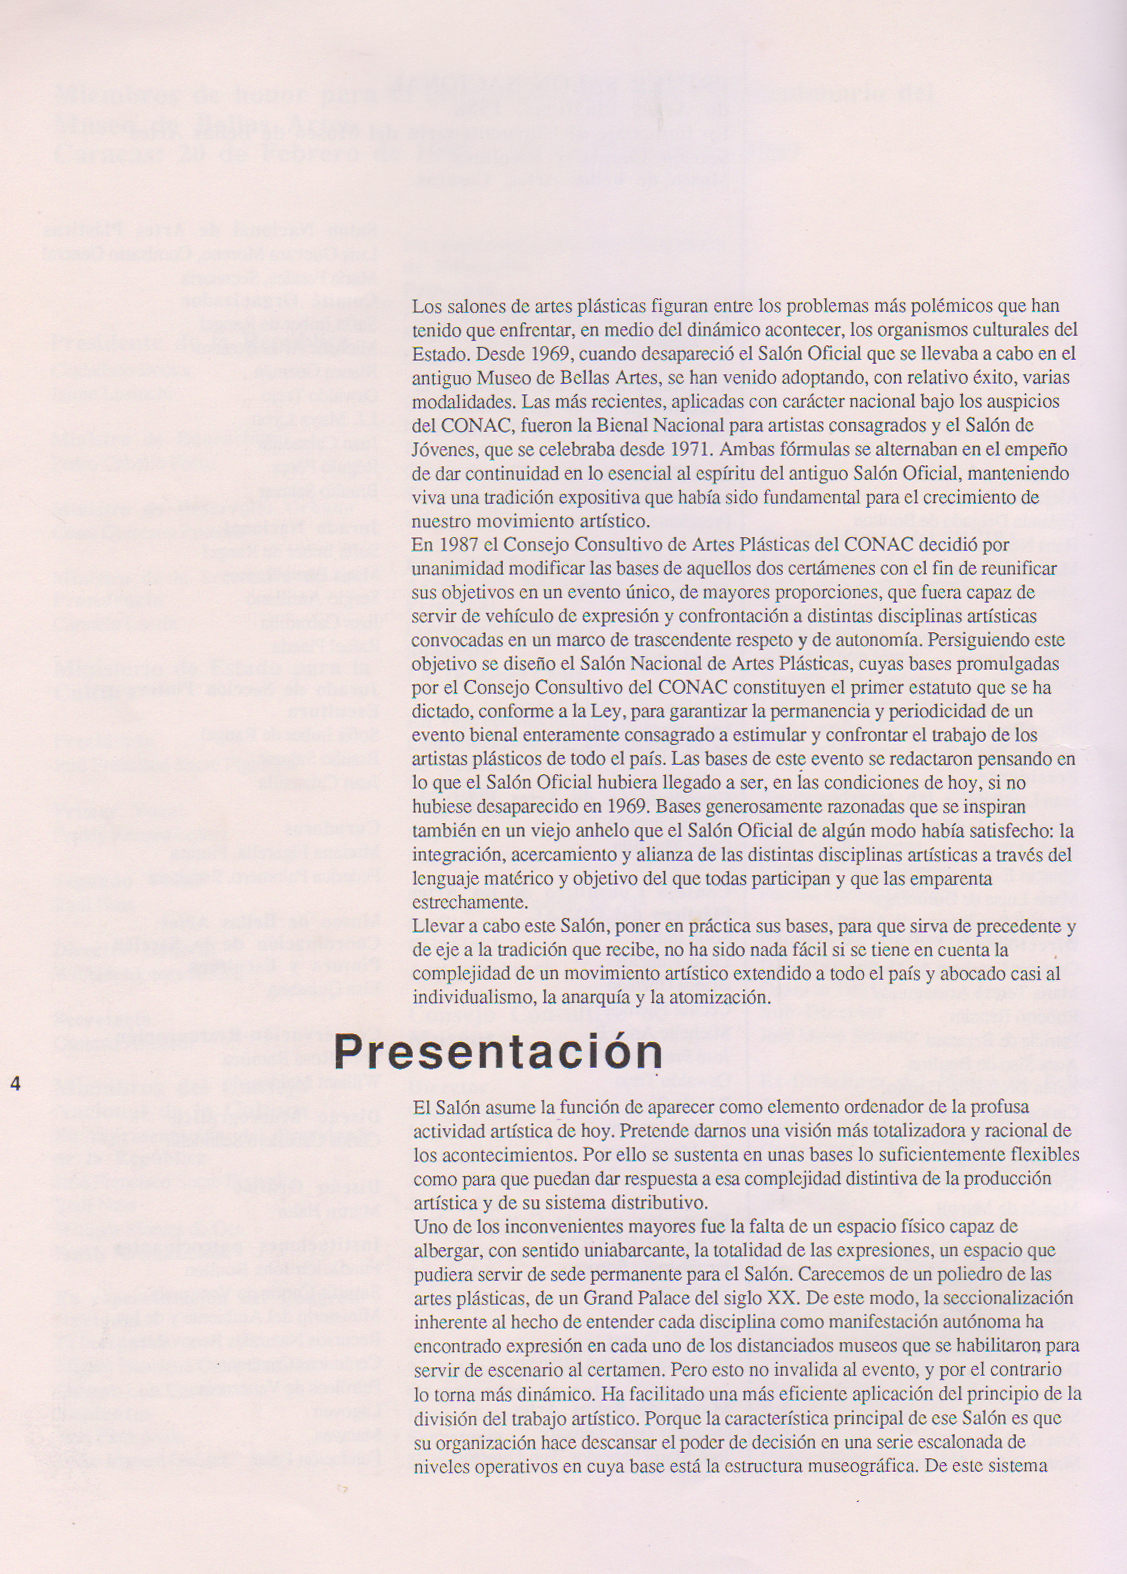 Los salones de artes plásticas figuran entre los problemas más polémicos que han
tenido que enfrentar, en medio del dinámico acontecer, los organismos culturales del
Estado. Desde 1969, cuando desapareció el Salón Oficial que se llevaba a cabo en el
antiguo Museo de Bellas Artes, se han venido adoptando, con relativo éxito, varias
modalidades. Las más recientes, aplicadas con carácter nacional bajo los auspicios
del CONAC, fueron la Bienal Nacional para artistas consagrados y el Salón de
Jóvenes, que se celebraba desde 1971. Ambas fórmulas se alternaban en el empeño
de dar continuidad en lo esencial al espíritu del antiguo Salón Oficial, manteniendo
viva una tradición expositiva que había sido fundamental para el crecimiento de
nuestro movimiento artístico.
En 1987 el Consejo Consultivo de Artes Plásticas del CONAC decidió por
unanimidad modificar las bases de aquellos dos certámenes con el fin de reunificar
sus objetivos en un evento único, de mayores proporciones, que fuera capaz de
servir de vehículo de expresión y confrontación a distintas disciplinas artísticas
convocadas en un marco de trascendente respeto y de autonomía. Persiguiendo este
objetivo se diseño el Salón Nacional de Artes Plásticas, cuyas bases promulgadas
por el Consejo Consultivo del CONAC constituyen el primer estatuto que se ha
dictado, conforme a la Ley, para garantizar la permanencia y periodicidad de un
evento bienal enteramente consagrado a estimular y confrontar el trabajo de los
artistas plásticos de todo el país. Las bases de este evento se redactaron pensando en
lo que el Salón Oficial hubiera llegado a ser, en las condiciones de hoy, si no
hubiese desaparecido en 1969. Bases generosamente razonadas que se inspiran
también en un viejo anhelo que el Salón Oficial de algún modo había satisfecho: la
integración, acercamiento y alianza de las distintas disciplinas artísticas a través del
lenguaje matérico y objetivo del que todas participan y que las emparenta
estrechamente.
Llevar a cabo este Salón, poner en práctica sus bases, para que sirva de precedente y
de eje a la tradición que recibe, no ha sido nada fácil si se tiene en cuenta la
complejidad de un movimiento artístico extendido a todo el país y abocado casi al
individualismo, la anarquía y la atomización.
Presentación
4
El Salón asume la función de aparecer como elemento ordenador de la profusa
actividad artística de hoy. Pretende darnos una visión más totalizadora y racional de
los acontecimientos. Por ello se sustenta en unas bases lo suficientemente flexibles
como para que puedan dar respuesta a esa complejidad distintiva de la producción
artística y de su sistema distributivo.
Uno de los inconvenientes mayores fue la falta de un espacio físico capaz de
albergar, con sentido uniabarcante, la totalidad de las expresiones, un espacio que
pudiera servir de sede permanente para el Salón. Carecemos de un poliedro de las
artes plásticas, de un Grand Palace del siglo XX. De este modo, la seccionalización
inherente al hecho de entender cada disciplina como manifestación autónoma ha
encontrado expresión en cada uno de los distanciados museos que se habilitaron para
servir de escenario al certamen. Pero esto no invalida al evento, y por el contrario
lo torna más dinámico. Ha facilitado una más eficiente aplicación del principio de la
división del trabajo artístico. Porque la característica principal de ese Salón es que
su organización hace descansar el poder de decisión en una serie escalonada de
niveles operativos en cuya base está la estructura museográfica. De este sistema